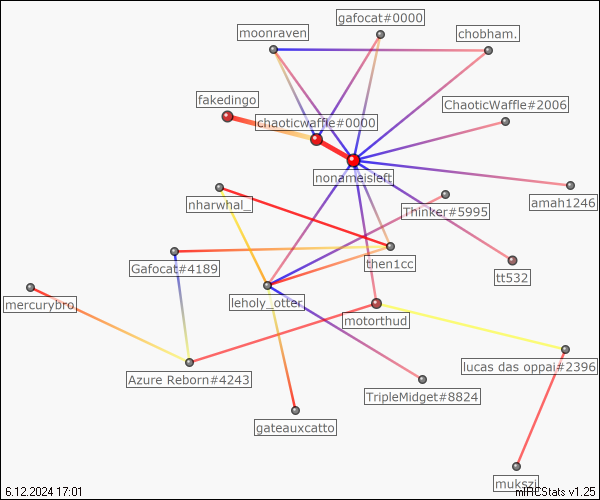 gafocat#0000
moonraven
chobham.
fakedingo
ChaoticWaffle#2006
chaoticwaffle#0000
nonameisleft
nharwhal_
Thinker#5995
amah1246
Gafocat#4189
then1cc
tt532
mercurybro
leholy_otter
motorthud
lucas das oppai#2396
Azure Reborn#4243
TripleMidget#8824
gateauxcatto
mukszi
6.12.2024 17:01
mIRCStats v1.25